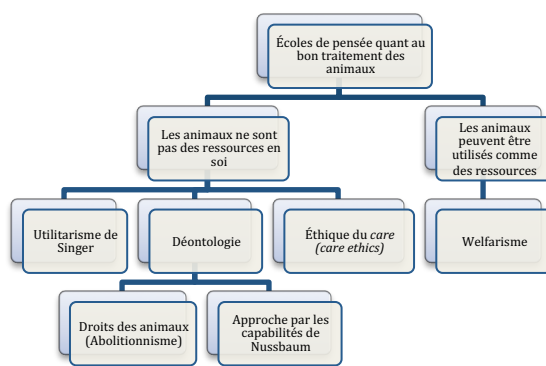 Écoles de pensée quant au
bon traitement des
animaux
Les animaux ne sont
pas des ressources en
soi
Les animaux
peuvent être
utilisés comme
des ressources
Utilitarisme de
Singer
Déontologie
Éthique du care
(care ethics)
Welfarisme
Droits des animaux
(Abolitionnisme)
Approche par les
capabilités de
Nussbaum